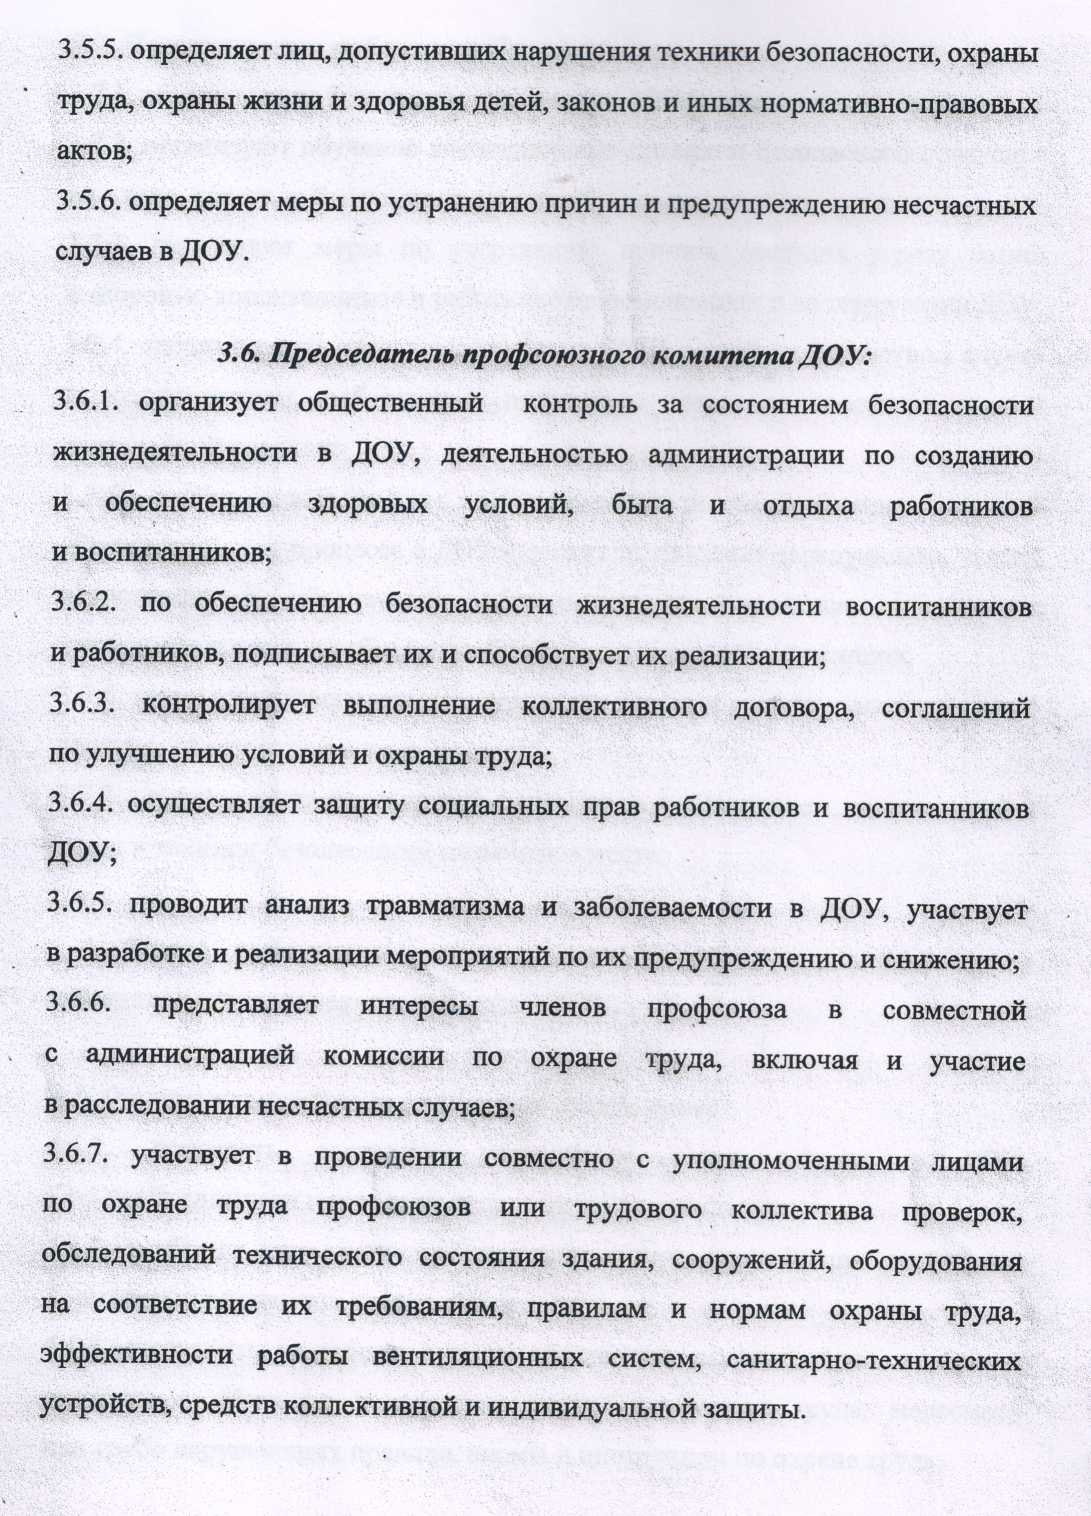 3.5.5. определяет лиц, допустивших нарушения техники безопасности, охраны
труда, охраны жизни и здоровья детей, законов и иных нормативно-правовых
актов;
3.5.6. определяет меры по устранению причин и предупреждению несчастных
случаев в ДОУ.
3.6. Председатель профсоюзного комитета ДОУ:
3.6.1. организует общественный контроль за состоянием безопасности
жизнедеятельности в ДОУ, деятельностью администрации по созданию
и обеспечению здоровых условий, быта и отдыха работников
и воспитанников;
3.6.2. по обеспечению безопасности жизнедеятельности воспитанников
и работников, подписывает их и способствует их реализации;
3.6.3. контролирует выполнение коллективного договора, соглашений
по улучшению условий и охраны труда;
3.6.4. осуществляет защиту социальных прав работников и воспитанников
ДОУ;
3.6.5. проводит анализ травматизма и заболеваемости в ДОУ, участвует
в разработке и реализации мероприятий по их предупреждению и снижению;
3.6.6. представляет интересы членов профсоюза в совместной
с администрацией комиссии по охране труда, включая и участие
в расследовании несчастных случаев;
3.6.7. участвует в проведении совместно с уполномоченными лицами
по охране труда профсоюзов или трудового коллектива проверок,
обследований технического состояния здания, сооружений, оборудования
на соответствие их требованиям, правилам и нормам охраны труда,
эффективности работы вентиляционных систем, санитарно-технических
устройств, средств коллективной и индивидуальной защиты.